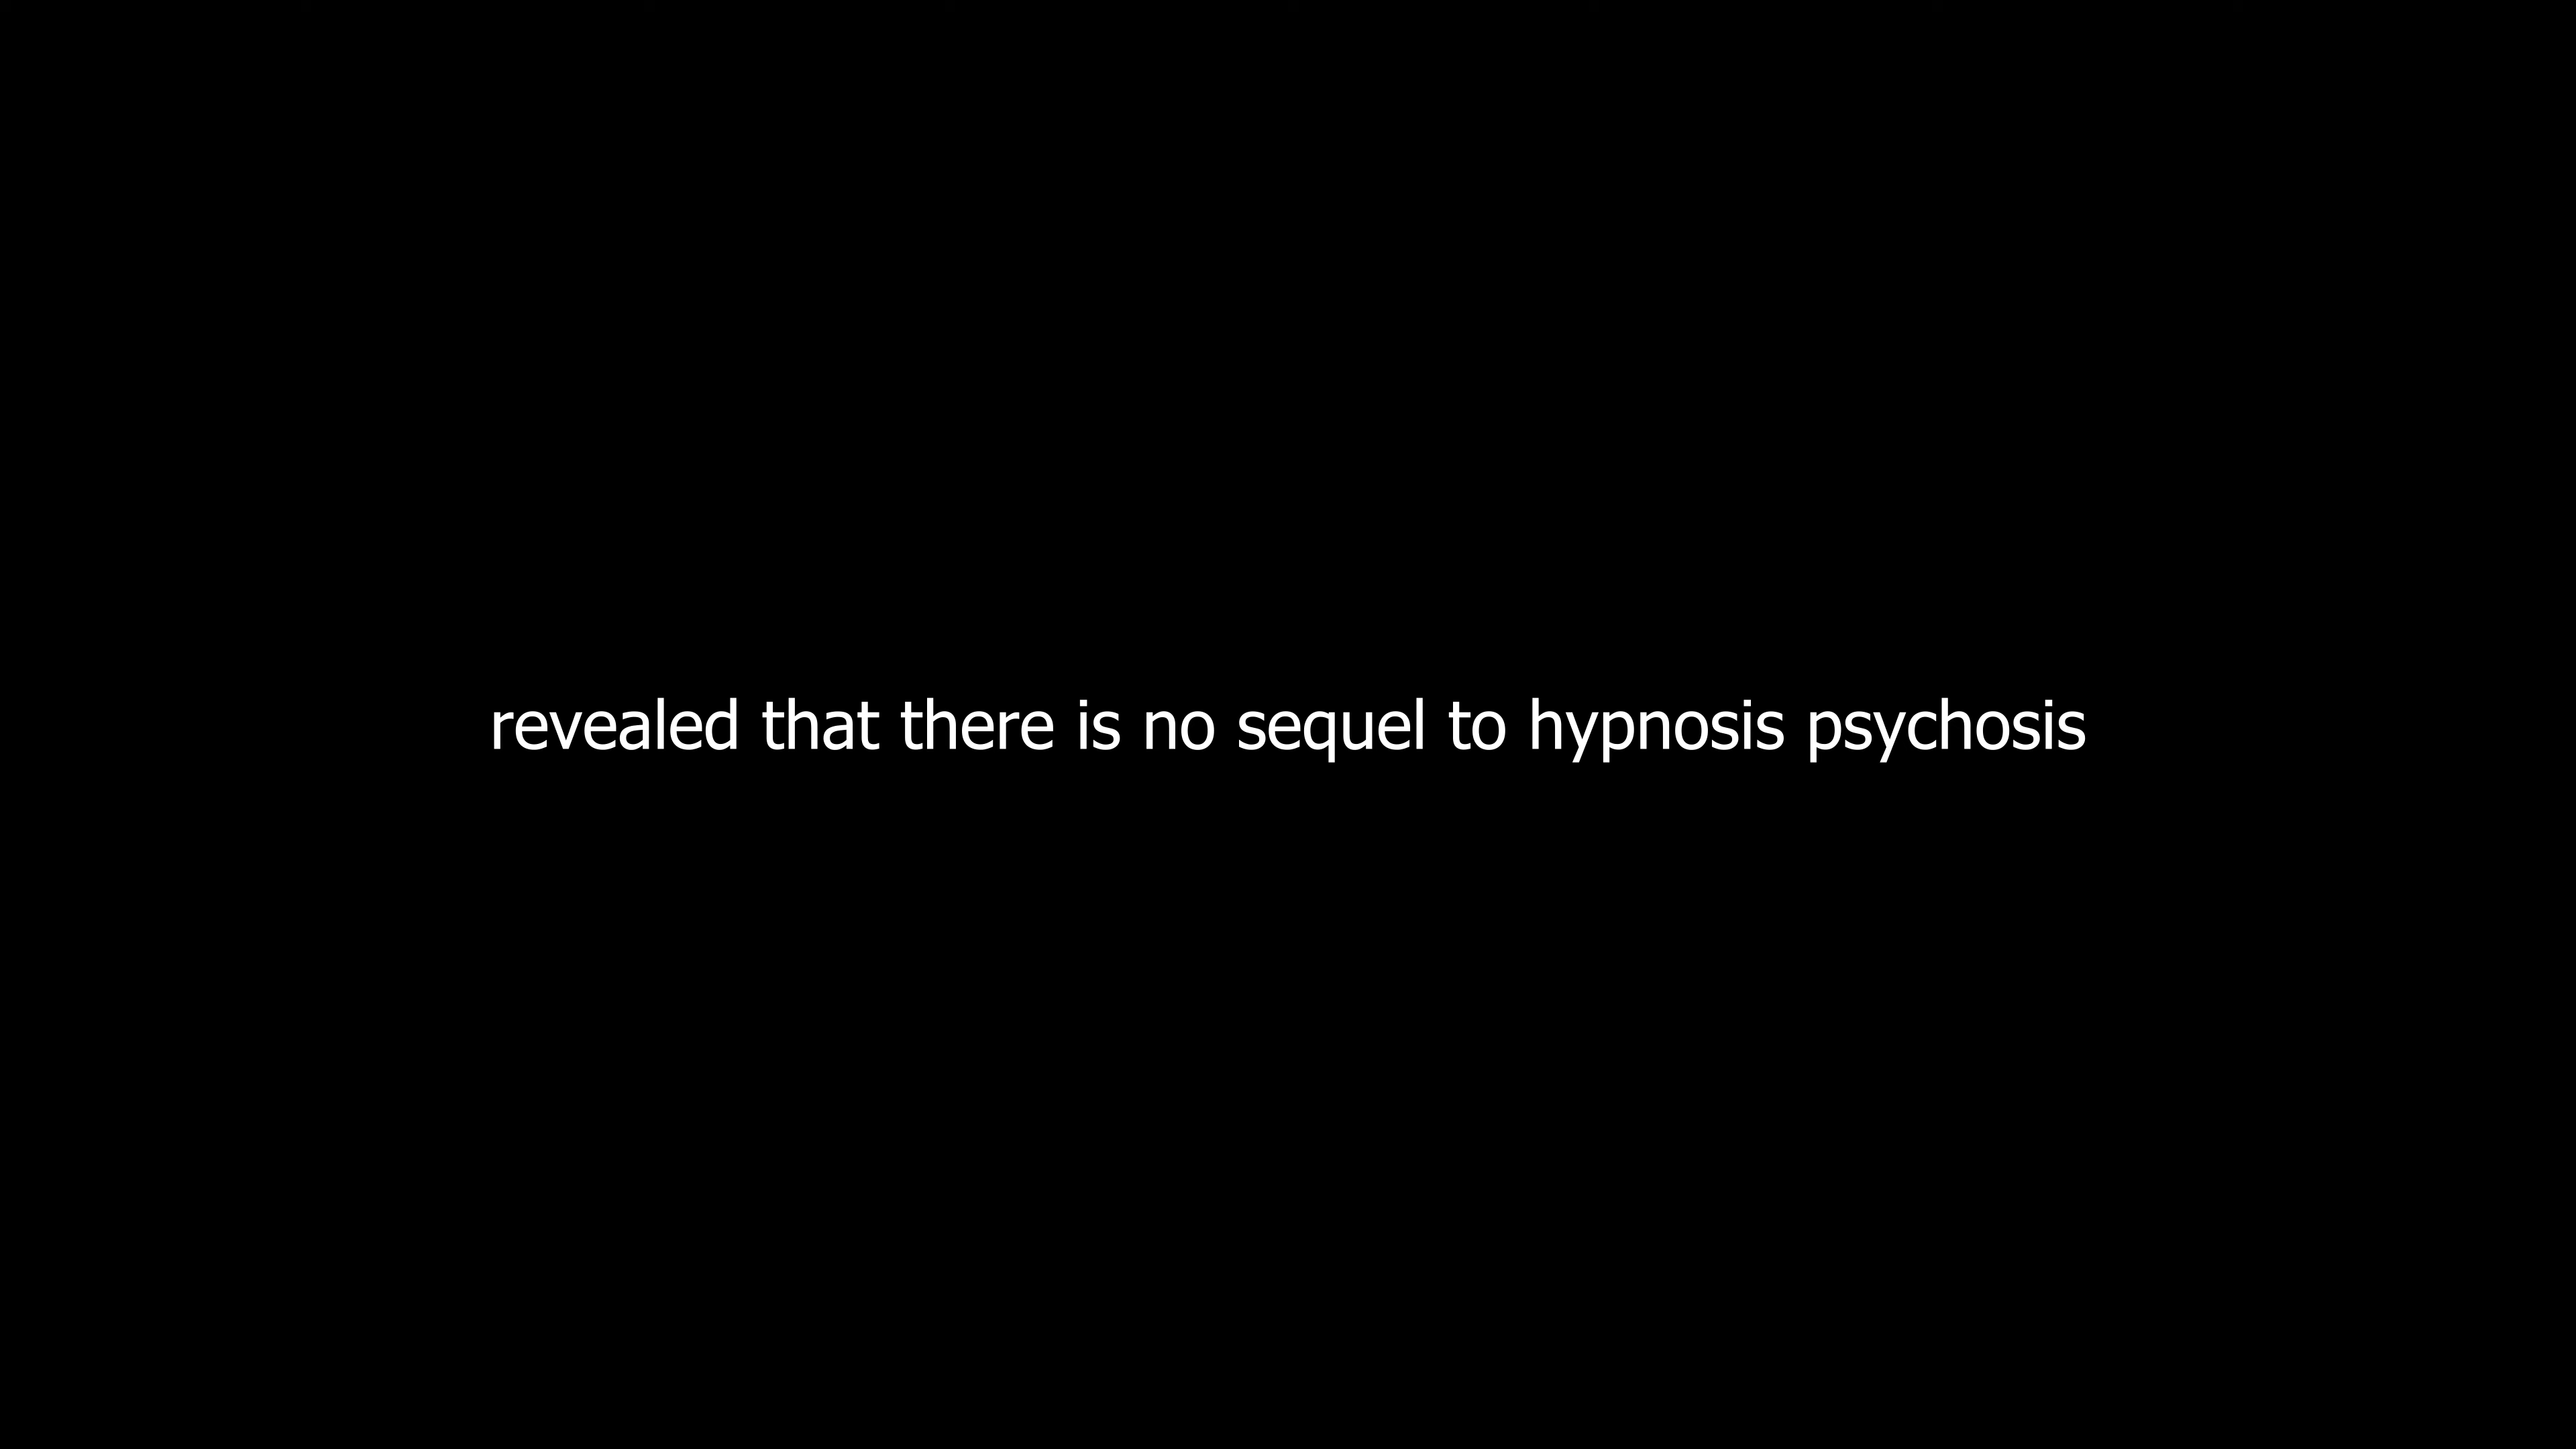 revealed that there is no sequel to hypnosis psychosis